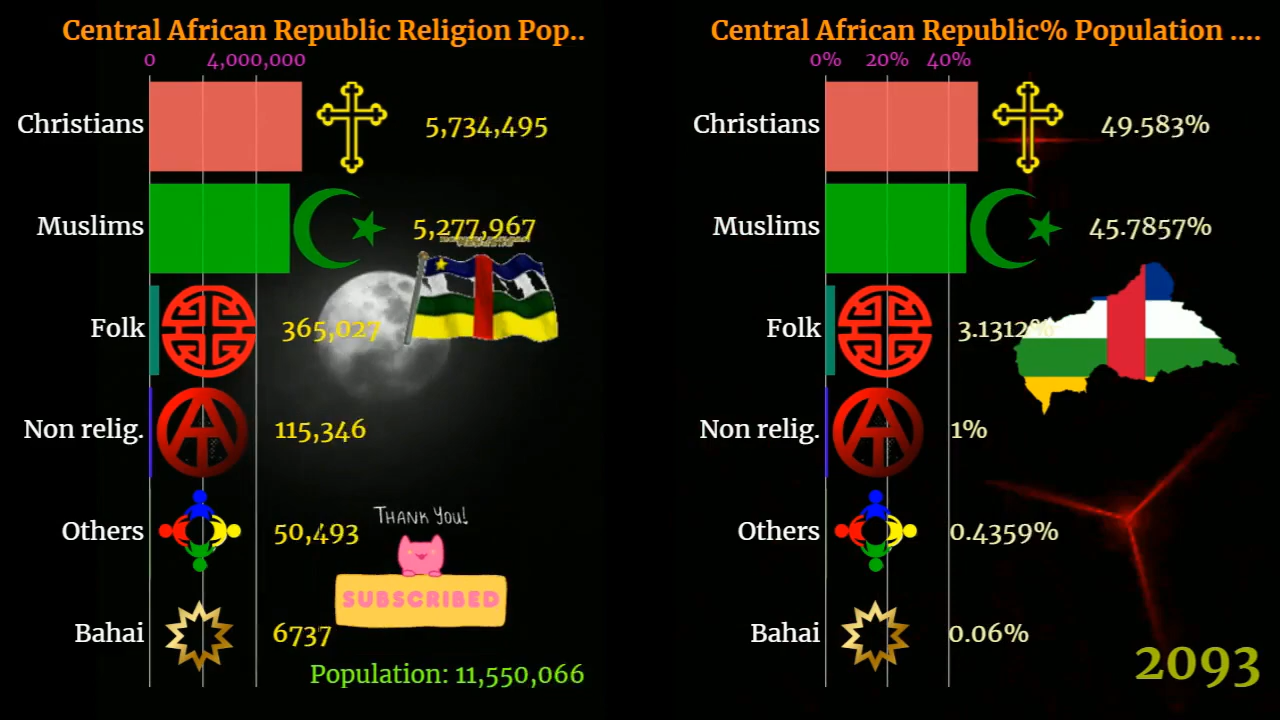 Central African Republic Religion Pop..
0 4,000,000
Christians 5,734,495
Muslims 5,277,967
Folk 365,027
Non relig. 115,346
Others 50,493
THANK YOU!
SUBSCRIBED
Bahai 6737
Population: 11,550,066
Central African Republic% Population ....
0% 20% 40%
Christians 49.583%
Muslims 45.7857%
Folk 3.1312%
Non relig. 1%
Others 0.4359%
Bahai 0.06%
2093